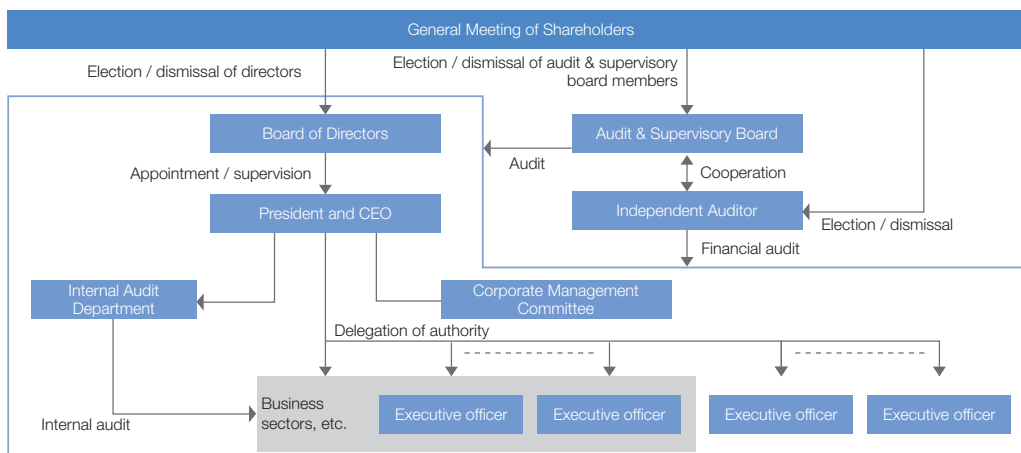 General Meeting of Shareholders
Election / dismissal of directors
Election / dismissal of audit & supervisory
board members
Board of Directors
Audit & Supervisory Board
Audit
Appointment / supervision
Cooperation
President and CEO
Independent Auditor
Election / dismissal
Financial audit
Internal Audit
Department
Corporate Management
Committee
Delegation of authority
Business
sectors, etc.
Executive officer
Executive officer
Executive officer
Executive officer
Internal audit